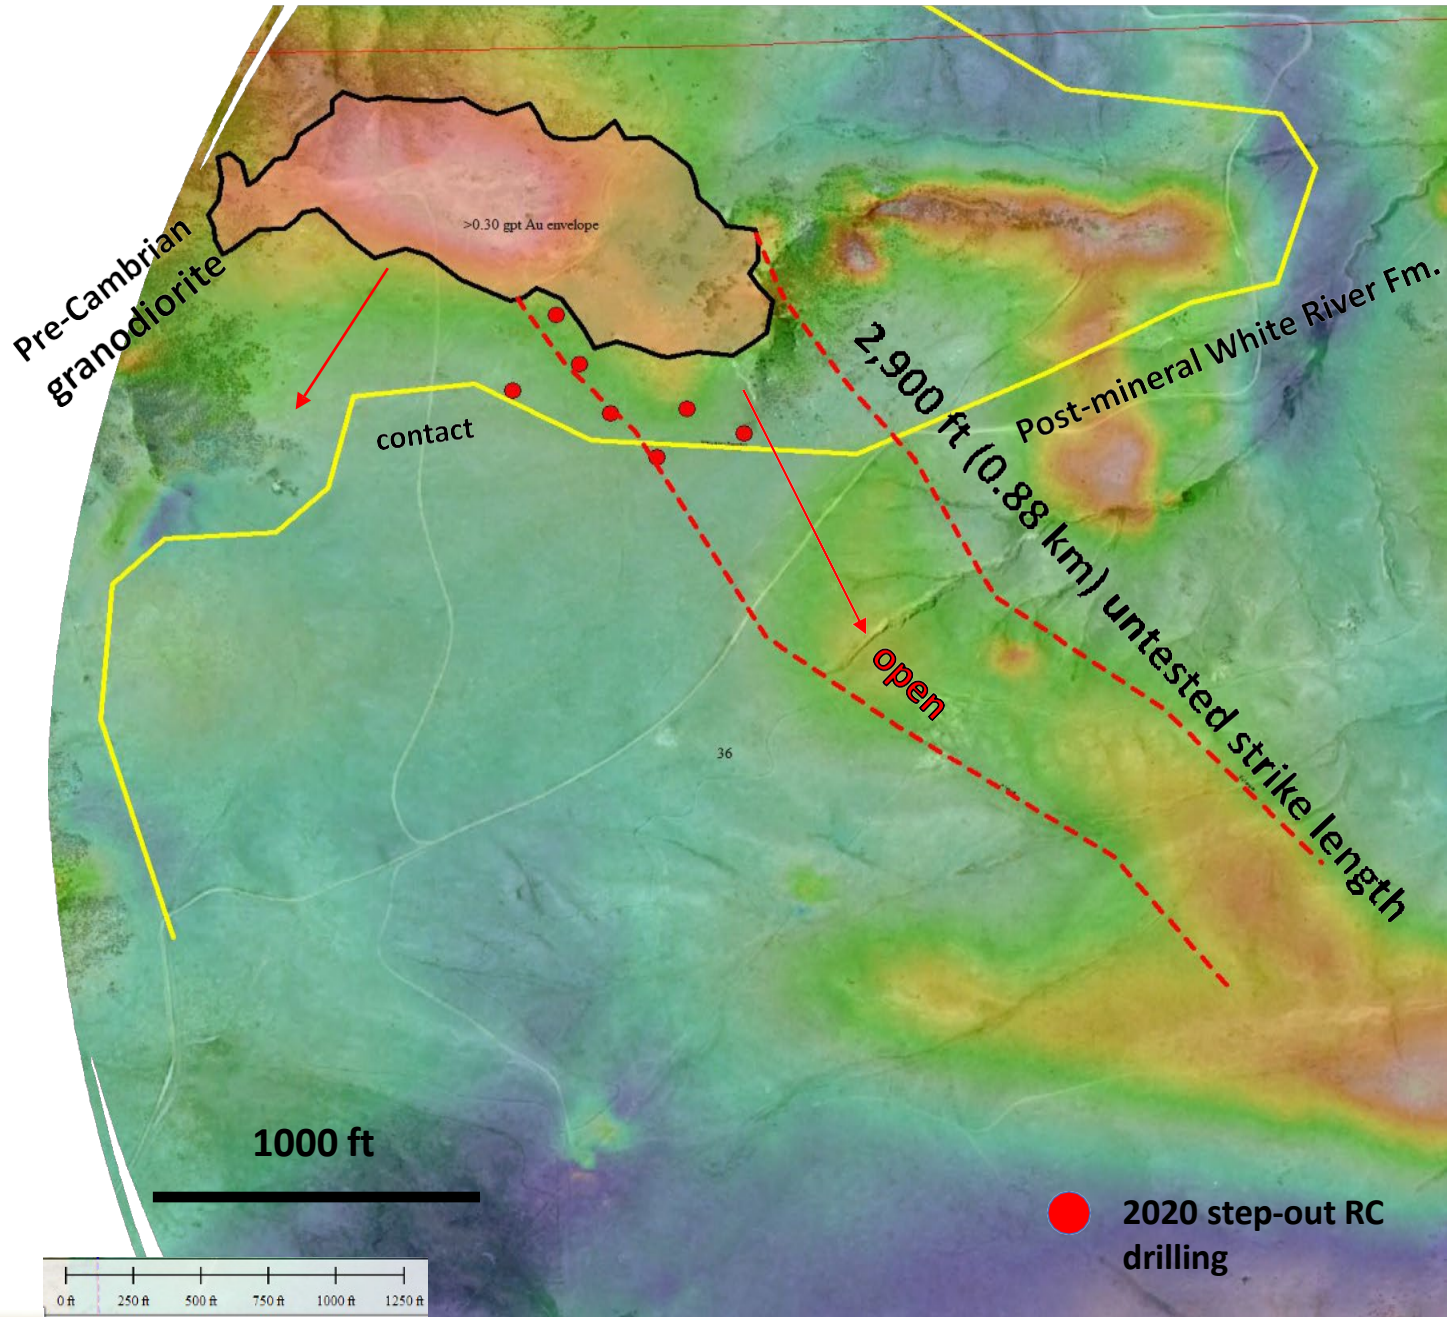 >0.30 gpt Au envelope
Pre-Cambrian
granodiorite
Post-mineral White River Fm.
2,900 ft (0.88 km) untested strike length
contact
open
36
1000 ft
2020 step-out RC
drilling
0 ft 250 ft 500 ft 750 ft 1000 ft 1250 ft